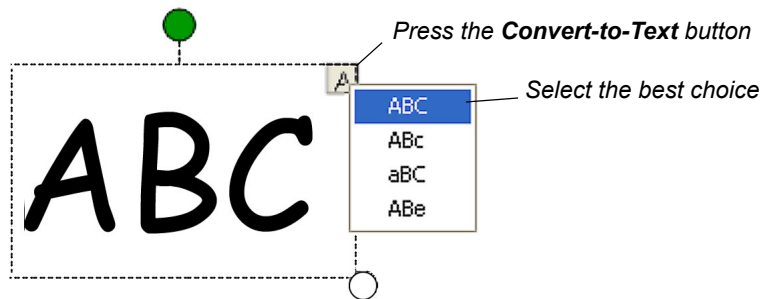 Press the Convert-to-Text button
A
Select the best choice
ABC
ABC
ABc
aBC
ABe